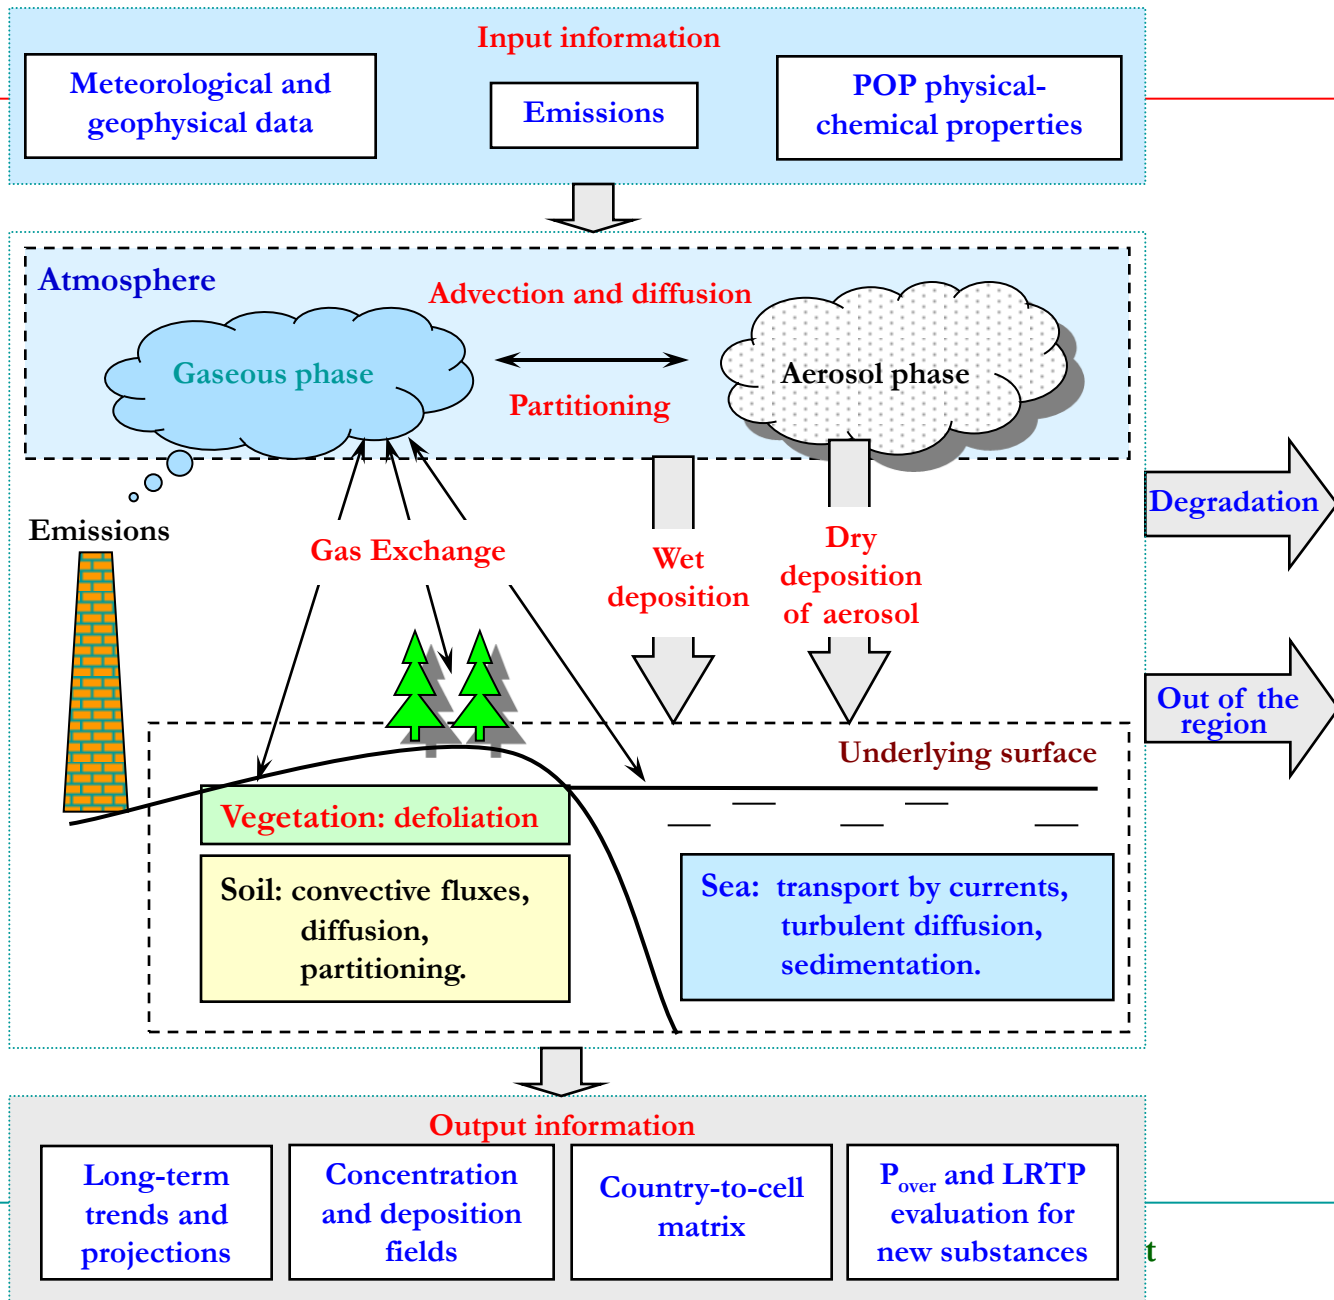 Input information
Meteorological and
geophysical data
Emissions
POP physical-
chemical properties
Atmosphere
Advection and diffusion
Gaseous phase
Aerosol phase
Partitioning
Emissions
Gas Exchange
Wet
deposition
Dry
deposition
of aerosol
Degradation
Out of the
region
Underlying surface
Vegetation: defoliation
Soil: convective fluxes,
diffusion,
partitioning.
Sea: transport by currents,
turbulent diffusion,
sedimentation.
Output information
Long-term
trends and
projections
Concentration
and deposition
fields
Country-to-cell
matrix
Pover and LRTP
evaluation for
new substances
t